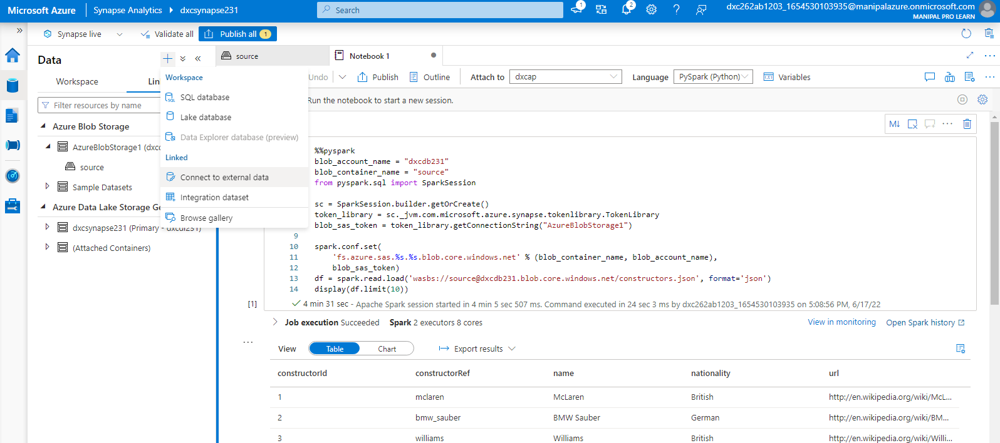 Microsoft Azure
Synapse Analytics
dxcsynapse231
Search
1
2
dxc262ab1203_1654530103935@manipalazure.onmicrosoft.com
MANIPAL PRO LEARN
Synapse live
Validate all
Publish all 1
Data
Workspace
Lin
Filter resources by name
Azure Blob Storage
AzureBlobStorage1 (dxcc
source
Sample Datasets
Azure Data Lake Storage Ge
dxcsynapse231 (Primary - dxcdl231)
(Attached Containers)
Workspace
SQL database
Lake database
Data Explorer database (preview)
Linked
Connect to external data
Integration dataset
Browse gallery
source
Notebook 1
Undo
Publish
Outline
Attach to
dxcap
Language
PySpark (Python)
Variables
Run the notebook to start a new session.
M↓
%%pyspark
blob_account_name = "dxcdb231"
blob_container_name = "source"
from pyspark.sql import SparkSession
sc = SparkSession.builder.getOrCreate()
token_library = sc._jvm.com.microsoft.azure.synapse.tokenlibrary.TokenLibrary
blob_sas_token = token_library.getConnectionString("AzureBlobStorage1")
9
10 spark.conf.set(
11 'fs.azure.sas.%s.%s.blob.core.windows.net' % (blob_container_name, blob_account_name),
12 blob_sas_token)
13 df = spark.read.load('wasbs://source@dxcdb231.blob.core.windows.net/constructors.json', format='json')
14 display(df.limit(10))
[1]
4 min 31 sec - Apache Spark session started in 4 min 5 sec 507 ms. Command executed in 24 sec 3 ms by dxc262ab1203_1654530103935 on 5:08:56 PM, 6/17/22
Job execution Succeeded Spark 2 executors 8 cores
View in monitoring
Open Spark history
View
Table
Chart
Export results
constructorId constructorRef name nationality url
1 mclaren McLaren British http://en.wikipedia.org/wiki/McL...
2 bmw_sauber BMW Sauber German http://en.wikipedia.org/wiki/BM...
3 williams Williams British http://en.wikipedia.org/wiki/Willi...